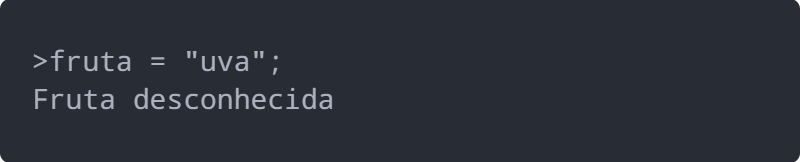 >fruta = "uva";
Fruta desconhecida